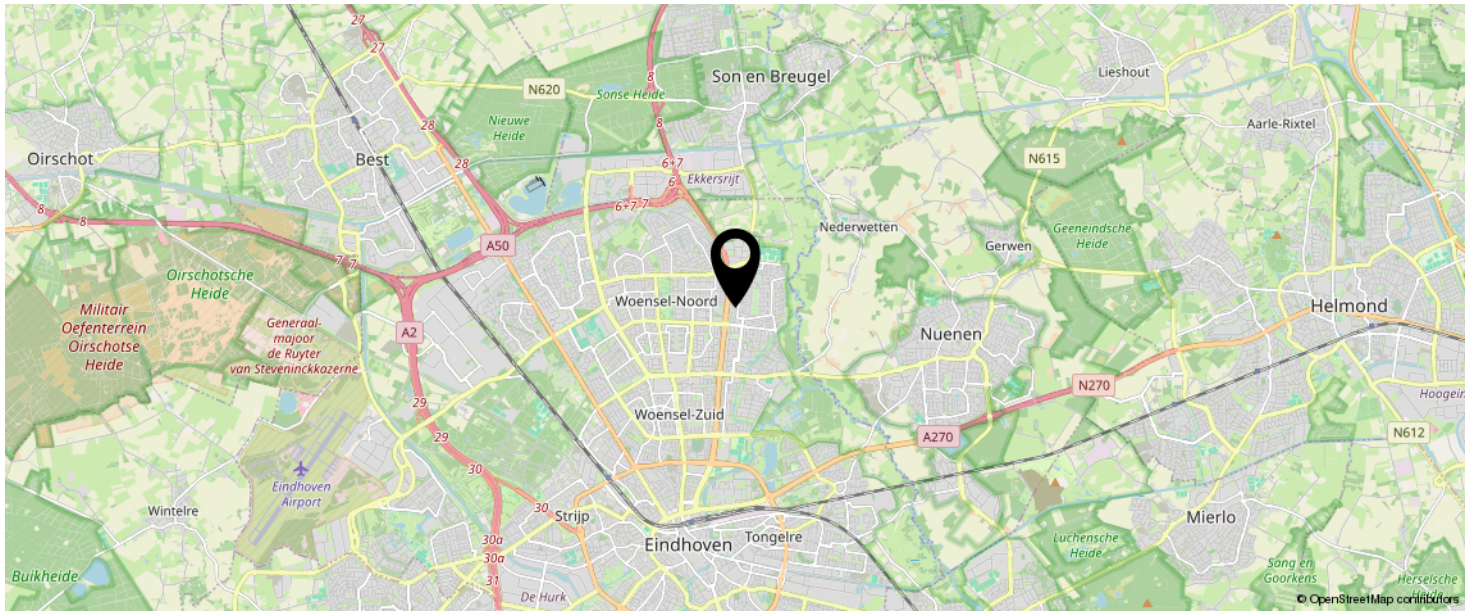 27
27
Son en Breugel
8
Lieshout
N620
Sonse Heide
Nieuwe
Heide
28
8
Aarle-Rixtel
Oirschot
Best
28
6+7
N615
Ekkersrijt
6
8
8
6+7
7
A50
Nederwetten
Geeneindsche
Heide
Gerwen
7
7
Oirschotsche
Heide
Woensel-Noord
Militair
Oefenterrein
Oirschotse
Heide
Generaal-
majoor
de Ruyter
van Steveninckkazerne
A2
Nuenen
Helmond
29
N270
Hoogein
Woensel-Zuid
29
A270
N612
30
Eindhoven
Airport
30
Wintelre
Strijp
Mierlo
Eindhoven
Tongelre
30a
30a
Luchensche
Heide
31
Buikheide
Sang en
Goorkens
Herselsche
Heide
De Hurk
© OpenStreetMap contributors